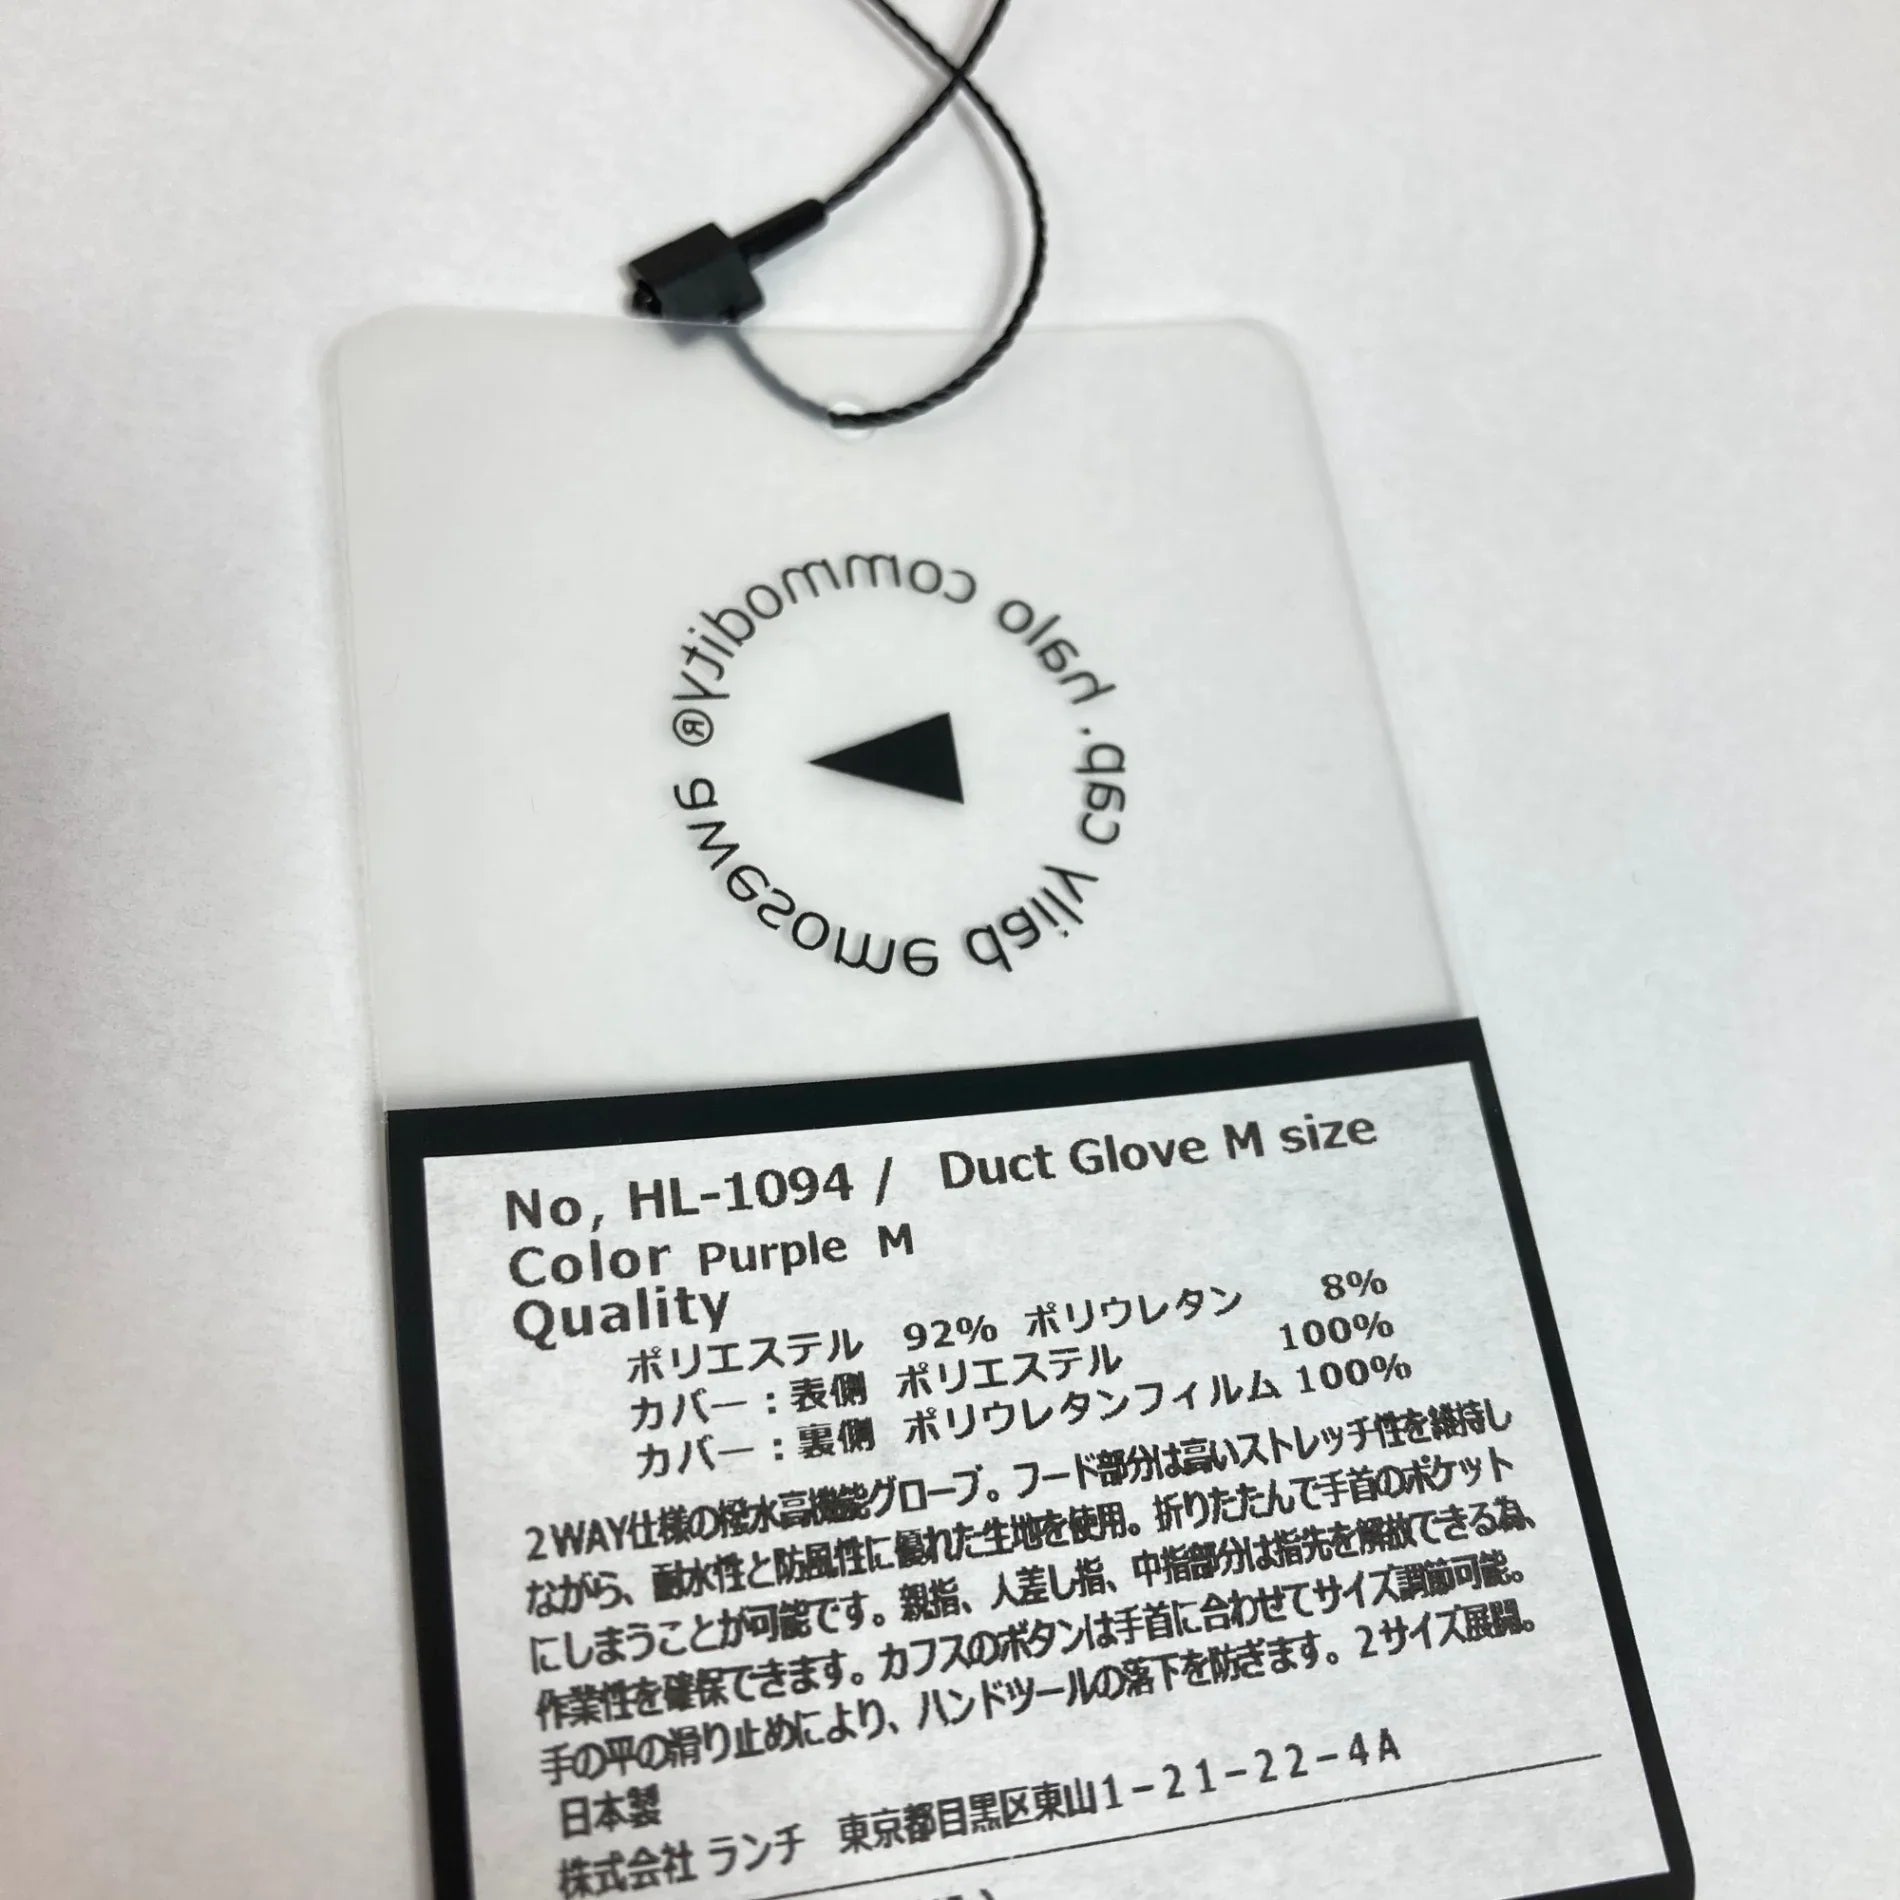 halo commodity® awesome daily cap.
No, HL-1094 / Duct Glove M size
Color Purple M
Quality
ポリエステル 92% ポリウレタン 8%
カバー：表側 ポリエステル 100%
カバー：裏側 ポリウレタンフィルム 100%
2WAY仕様の撥水高機能グローブ。フード部分は高いストレッチ性を維持し
ながら、耐水性と防風性に優れた生地を使用。折りたたんで手首のポケット
にしまうことが可能です。親指、人差し指、中指部分は指先を解放できる為、
作業性を確保できます。カフスのボタンは手首に合わせてサイズ調節可能。
手の平の滑り止めにより、ハンドツールの落下を防ぎます。2サイズ展開。
日本製
株式会社 ランチ 東京都目黒区東山1-21-22-4A